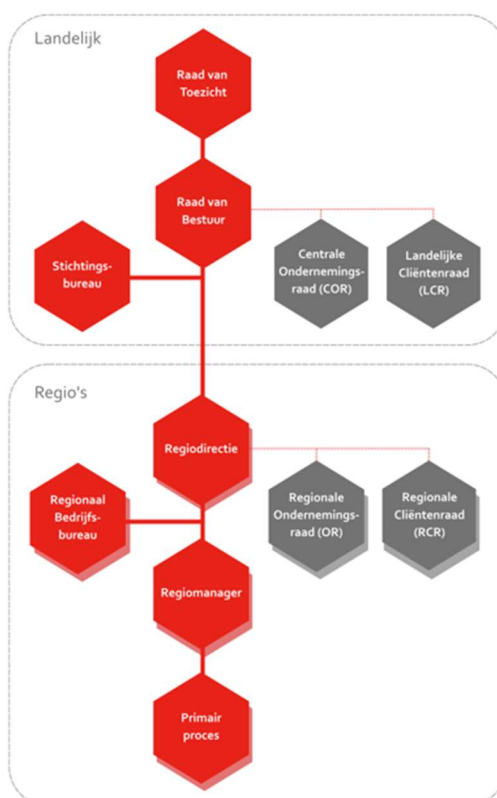 Landelijk
Raad van
Toezicht
Raad van
Bestuur
Stichtings-
bureau
Centrale
Ondernemings-
raad (COR)
Landelijke
Cliëntenraad
(LCR)
Regio's
Regiodirectie
Regionaal
Bedrijfs-
bureau
Regionale
Ondernemings-
raad (OR)
Regionale
Cliëntenraad
(RCR)
Regiomanager
Primair
proces